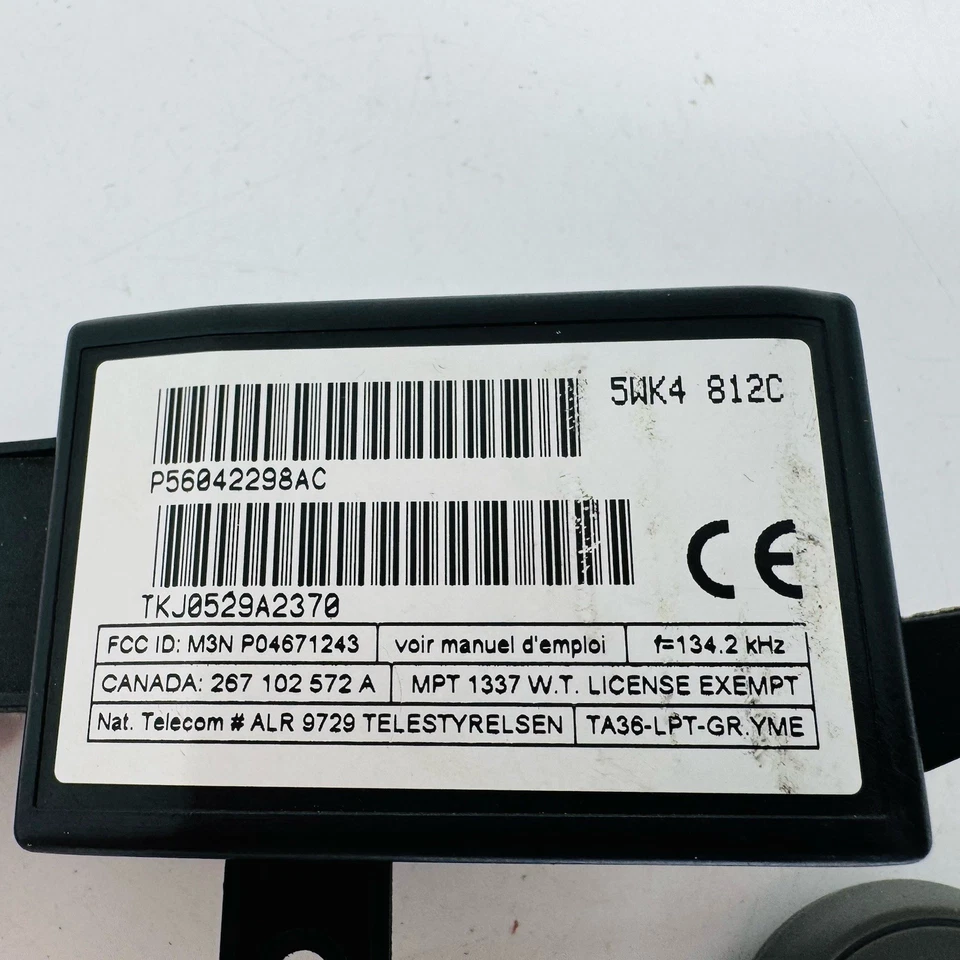 5WK4 812C
P56042298AC
TKJ0529A2370
CE
FCC ID: M3N P04671243 voir manuel d'emploi f=134.2 kHz
CANADA: 267 102 572 A MPT 1337 W.T. LICENSE EXEMPT
Nat. Telecom # ALR 9729 TELESTYRELSEN TA36-LPT-GR.YME